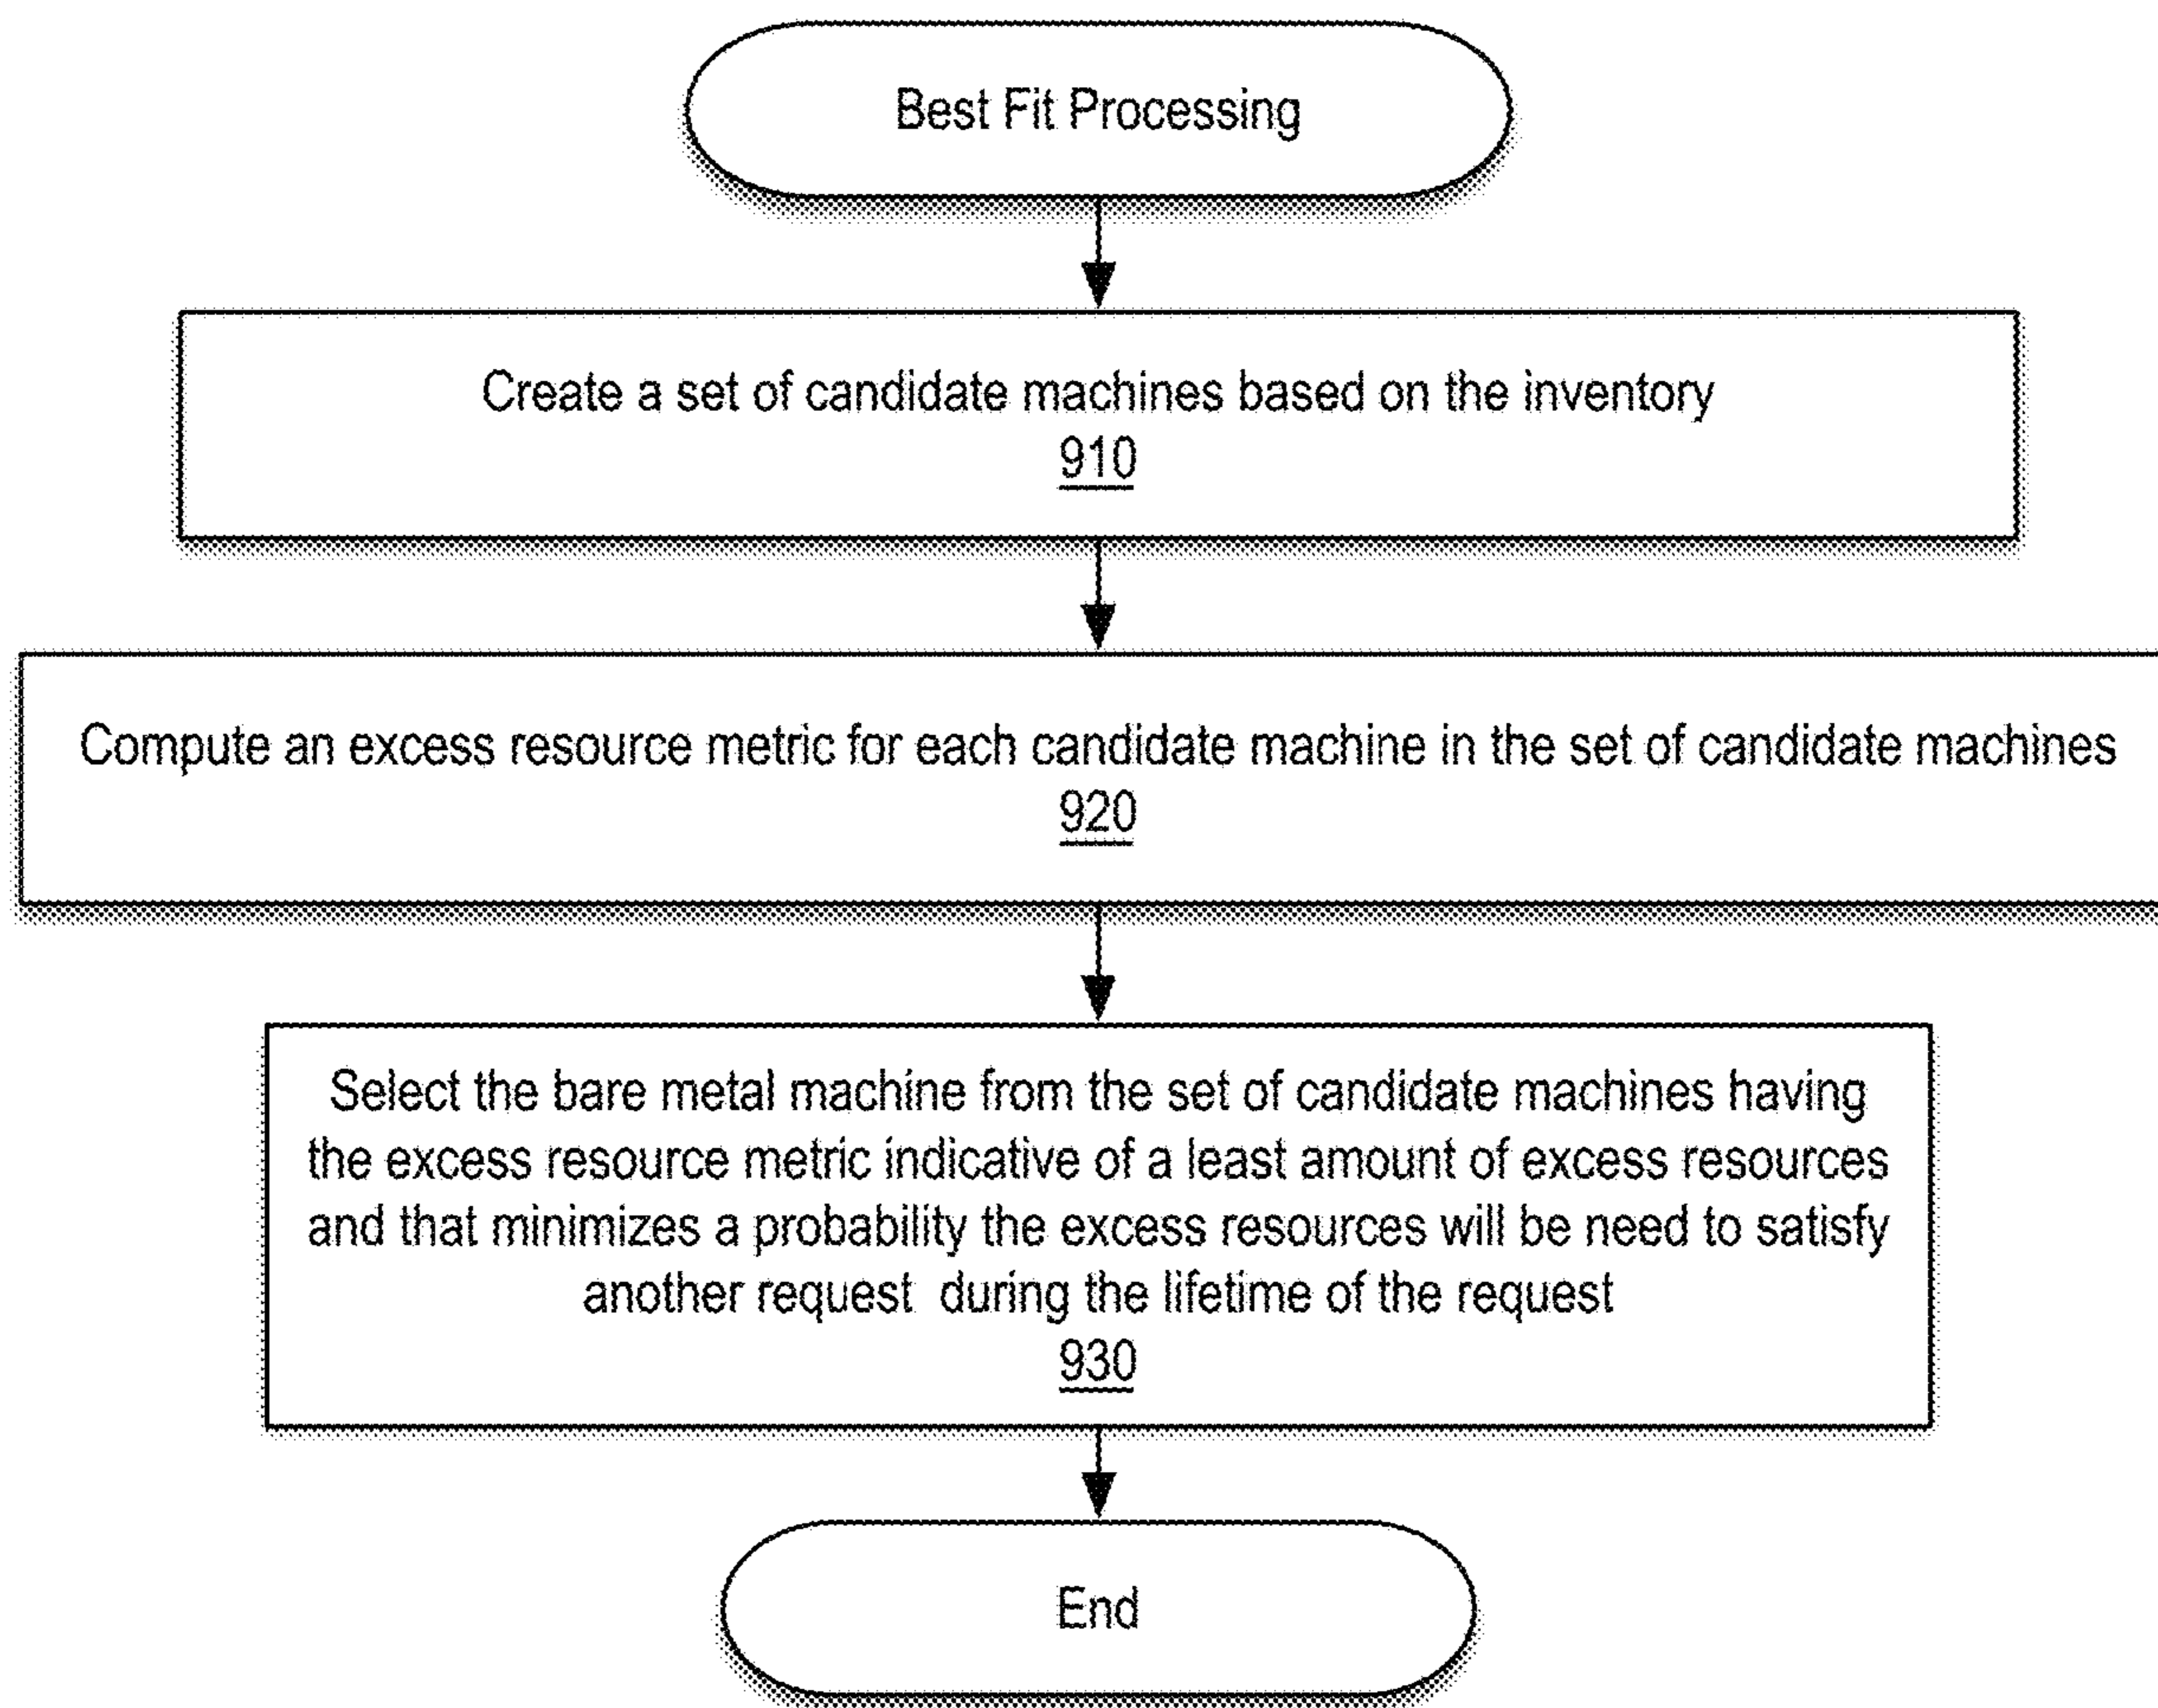 Best Fit Processing
Create a set of candidate machines based on the inventory
910
Compute an excess resource metric for each candidate machine in the set of candidate machines
920
Select the bare metal machine from the set of candidate machines having
the excess resource metric indicative of a least amount of excess resources
and that minimizes a probability the excess resources will be need to satisfy
another request during the lifetime of the request
930
End